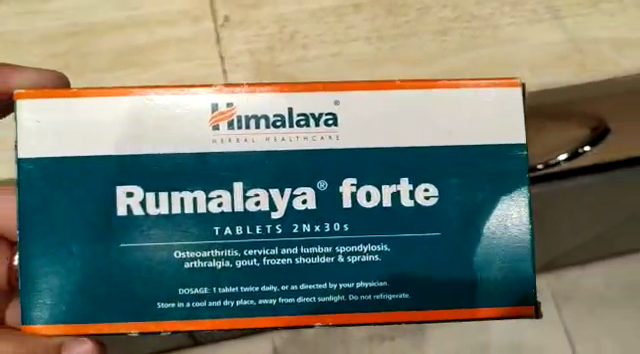 Himalaya®
HERBAL HEALTHCARE
Rumalaya® forte
TABLETS 2Nx30s
Osteoarthritis, cervical and lumbar spondylosis,
arthralgia, gout, frozen shoulder & sprains.
DOSAGE: 1 tablet twice daily, or as directed by your physician.
Store in a cool and dry place, away from direct sunlight. Do not refrigerate.